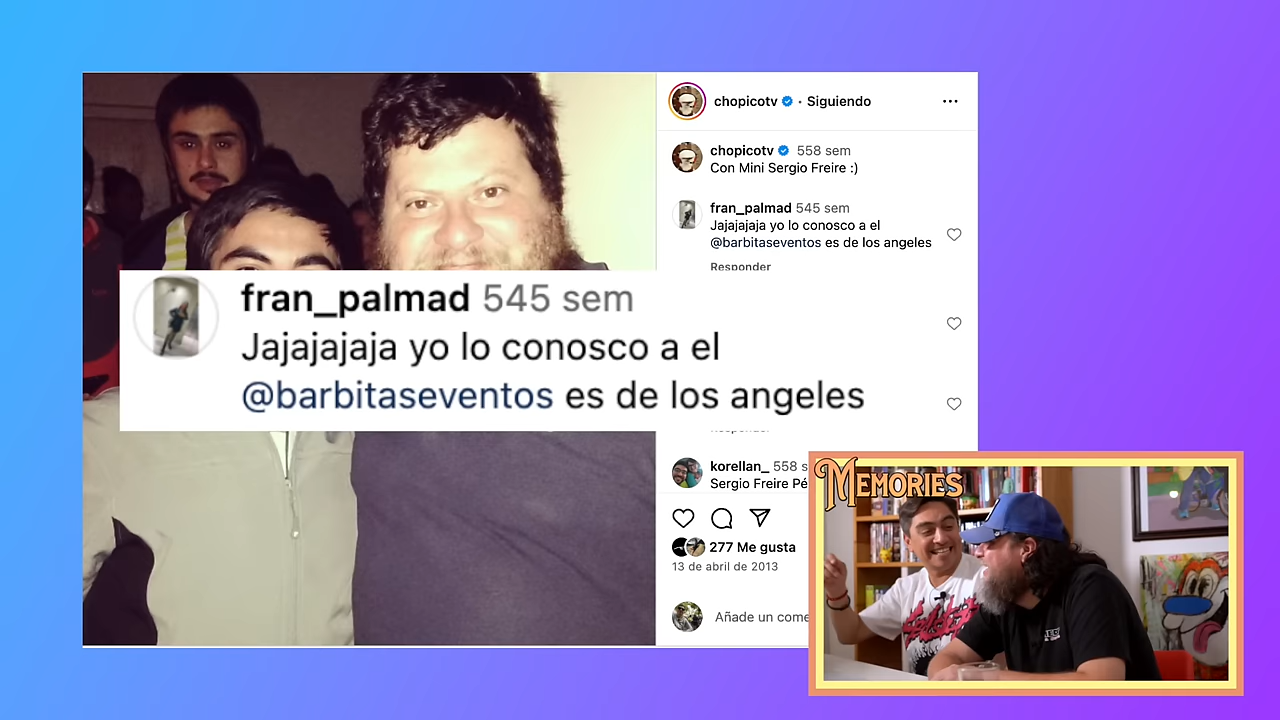 chopicotv • Siguiendo
chopicotv 558 sem
Con Mini Sergio Freire :)
fran_palmad 545 sem
Jajajajaja yo lo conosco a el
@barbitaseventos es de los angeles
Responder
fran_palmad 545 sem
Jajajajaja yo lo conosco a el
@barbitaseventos es de los angeles
korellan_ 558 s
Sergio Freire Pé
277 Me gusta
13 de abril de 2013
Añade un come
MEMORIES